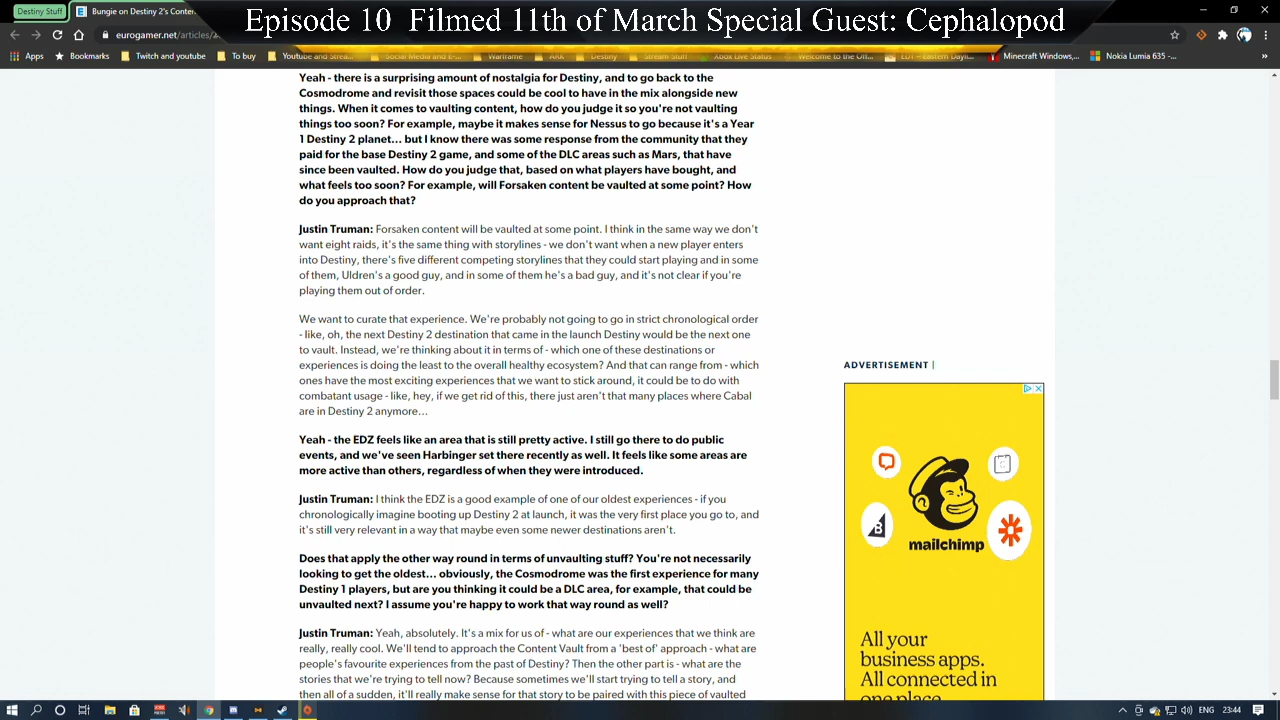 Destiny Stuff
Bungie on Destiny 2's Conten
Episode 10 Filmed 11th of March Special Guest: Cephalopod
eurogamer.net/articles/
Apps
Bookmarks
Twitch and youtube
To buy
Youtube and Strea...
Social Media and E-...
Warframe
ARK
Destiny
Stream Stuff
Xbox Live Status
Welcome to the Off...
EDT – Eastern Dayli...
Minecraft Windows,...
Nokia Lumia 635 -...
»
Yeah - there is a surprising amount of nostalgia for Destiny, and to go back to the
Cosmodrome and revisit those spaces could be cool to have in the mix alongside new
things. When it comes to vaulting content, how do you judge it so you're not vaulting
things too soon? For example, maybe it makes sense for Nessus to go because it's a Year
1 Destiny 2 planet... but I know there was some response from the community that they
paid for the base Destiny 2 game, and some of the DLC areas such as Mars, that have
since been vaulted. How do you judge that, based on what players have bought, and
what feels too soon? For example, will Forsaken content be vaulted at some point? How
do you approach that?
Justin Truman: Forsaken content will be vaulted at some point. I think in the same way we don't
want eight raids, it's the same thing with storylines - we don't want when a new player enters
into Destiny, there's five different competing storylines that they could start playing and in some
of them, Uldren's a good guy, and in some of them he's a bad guy, and it's not clear if you're
playing them out of order.
We want to curate that experience. We're probably not going to go in strict chronological order
- like, oh, the next Destiny 2 destination that came in the launch Destiny would be the next one
to vault. Instead, we're thinking about it in terms of - which one of these destinations or
experiences is doing the least to the overall healthy ecosystem? And that can range from - which
ones have the most exciting experiences that we want to stick around, it could be to do with
combatant usage - like, hey, if we get rid of this, there just aren't that many places where Cabal
are in Destiny 2 anymore...
Yeah - the EDZ feels like an area that is still pretty active. I still go there to do public
events, and we've seen Harbinger set there recently as well. It feels like some areas are
more active than others, regardless of when they were introduced.
Justin Truman: I think the EDZ is a good example of one of our oldest experiences - if you
chronologically imagine booting up Destiny 2 at launch, it was the very first place you go to, and
it's still very relevant in a way that maybe even some newer destinations aren't.
Does that apply the other way round in terms of unvaulting stuff? You're not necessarily
looking to get the oldest... obviously, the Cosmodrome was the first experience for many
Destiny 1 players, but are you thinking it could be a DLC area, for example, that could be
unvaulted next? I assume you're happy to work that way round as well?
Justin Truman: Yeah, absolutely. It's a mix for us of - what are our experiences that we think are
really, really cool. We'll tend to approach the Content Vault from a 'best of' approach - what are
people's favourite experiences from the past of Destiny? Then the other part is - what are the
stories that we're trying to tell now? Because sometimes we'll start trying to tell a story, and
then all of a sudden, it'll really make sense for that story to be paired with this piece of vaulted
ADVERTISEMENT |
mailchimp
All your
business apps.
All connected in
one place.
ENG
23:44